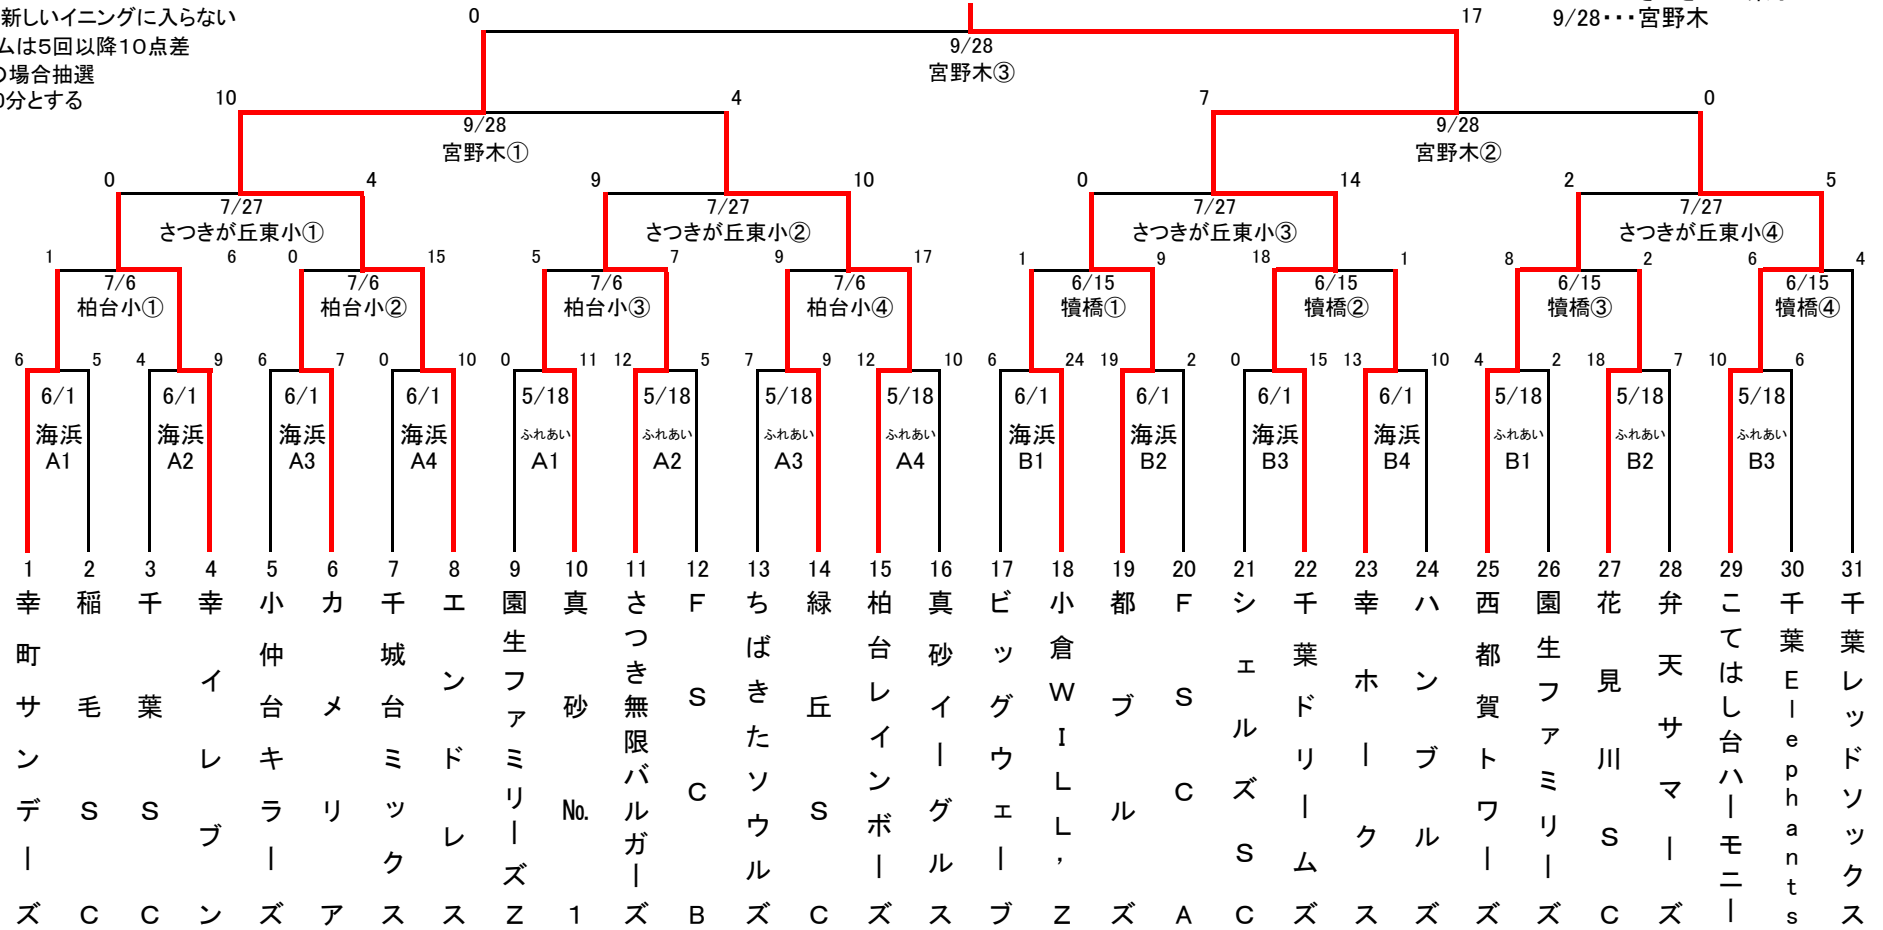 新しいイニングに入らない
ムは5回以降10点差
の場合抽選
0分とする
9/28・・・宮野木
0 17
9/28
宮野木③
10 4 7 0
9/28 9/28
宮野木① 宮野木②
0 4 9 10 0 14 2 5
7/27 7/27 7/27 7/27
さつきが丘東小① さつきが丘東小② さつきが丘東小③ さつきが丘東小④
1 6 0 15 5 7 9 17 1 9 18 1 8 2 6 4
7/6 7/6 7/6 7/6 6/15 6/15 6/15 6/15
柏台小① 柏台小② 柏台小③ 柏台小④ 犢橋① 犢橋② 犢橋③ 犢橋④
6 5 4 9 6 7 0 10 0 11 12 5 7 9 12 10 6 24 19 2 0 15 13 10 4 2 18 7 10 6
6/1 6/1 6/1 6/1 5/18 5/18 5/18 5/18 6/1 6/1 6/1 6/1 5/18 5/18 5/18
海浜 海浜 海浜 海浜 ふれあい ふれあい ふれあい ふれあい 海浜 海浜 海浜 海浜 ふれあい ふれあい ふれあい
A1 A2 A3 A4 A1 A2 A3 A4 B1 B2 B3 B4 B1 B2 B3
1 幸町サンデーズ
2 稲毛SC
3 千葉SC
4 幸イレブン
5 小仲台キラーズ
6 カメリア
7 千城台ミックス
8 エンドレス
9 園生ファミリーズZ
10 真砂№1
11 さつき無限バルガーズ
12 FSCB
13 ちばきたソウルズ
14 緑丘SC
15 柏台レインボーズ
16 真砂イーグルス
17 ビッグウェーブ
18 小倉WILL,Z
19 都ブルズ
20 FSCA
21 シェルズSC
22 千葉ドリームズ
23 幸ホークス
24 ハンブルズ
25 西都賀トワーズ
26 園生ファミリーズ
27 花見川SC
28 弁天サマーズ
29 こてはし台ハーモニー
30 千葉Elephants
31 千葉レッドソックス